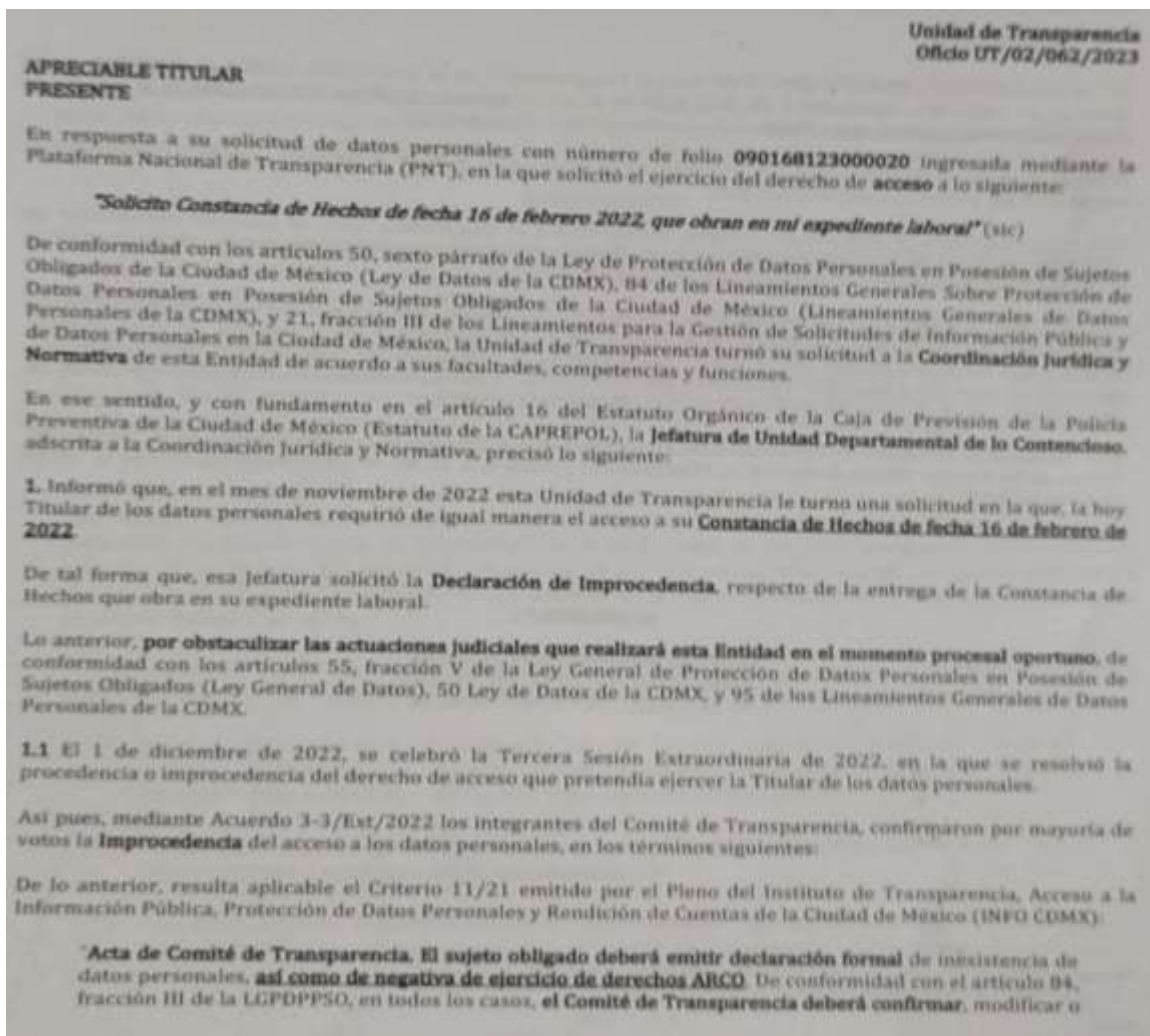 Unidad de Transparencia
Oficio UT/02/062/2023
APRECIABLE TITULAR
PRESENTE
En respuesta a su solicitud de datos personales con número de folio 090168123000020 ingresada mediante la
Plataforma Nacional de Transparencia (PNT), en la que solicitó el ejercicio del derecho de acceso a lo siguiente:
"Solicito Constancia de Hechos de fecha 16 de febrero 2022, que obran en mi expediente laboral" (sic)
De conformidad con los artículos 50, sexto párrafo de la Ley de Protección de Datos Personales en Posesión de Sujetos
Obligados de la Ciudad de México (Ley de Datos de la CDMX), 84 de los Lineamientos Generales Sobre Protección de
Datos Personales en Posesión de Sujetos Obligados de la Ciudad de México (Lineamientos Generales de Datos
Personales de la CDMX), y 21, fracción III de los Lineamientos para la Gestión de Solicitudes de Información Pública y
de Datos Personales en la Ciudad de México, la Unidad de Transparencia turnó su solicitud a la Coordinación Jurídica y
Normativa de esta Entidad de acuerdo a sus facultades, competencias y funciones.
En ese sentido, y con fundamento en el artículo 16 del Estatuto Orgánico de la Caja de Previsión de la Policía
Preventiva de la Ciudad de México (Estatuto de la CAPREPOL), la Jefatura de Unidad Departamental de lo Contencioso,
adscrita a la Coordinación Jurídica y Normativa, precisó lo siguiente:
1. Informó que, en el mes de noviembre de 2022 esta Unidad de Transparencia le turno una solicitud en la que, la hoy
Titular de los datos personales requirió de igual manera el acceso a su Constancia de Hechos de fecha 16 de febrero de
2022.
De tal forma que, esa Jefatura solicitó la Declaración de Improcedencia, respecto de la entrega de la Constancia de
Hechos que obra en su expediente laboral.
Lo anterior, por obstaculizar las actuaciones judiciales que realizará esta Entidad en el momento procesal oportuno, de
conformidad con los artículos 55, fracción V de la Ley General de Protección de Datos Personales en Posesión de
Sujetos Obligados (Ley General de Datos), 50 Ley de Datos de la CDMX, y 95 de los Lineamientos Generales de Datos
Personales de la CDMX.
1.1 El 1 de diciembre de 2022, se celebró la Tercera Sesión Extraordinaria de 2022, en la que se resolvió la
procedencia o improcedencia del derecho de acceso que pretendía ejercer la Titular de los datos personales.
Así pues, mediante Acuerdo 3-3/Ext/2022 los integrantes del Comité de Transparencia, confirmaron por mayoría de
votos la Improcedencia del acceso a los datos personales, en los términos siguientes:
De lo anterior, resulta aplicable el Criterio 11/21 emitido por el Pleno del Instituto de Transparencia, Acceso a la
Información Pública, Protección de Datos Personales y Rendición de Cuentas de la Ciudad de México (INFO CDMX):
"Acta de Comité de Transparencia. El sujeto obligado deberá emitir declaración formal de inexistencia de
datos personales, así como de negativa de ejercicio de derechos ARCO. De conformidad con el artículo 84,
fracción III de la LGPDPPSO, en todos los casos, el Comité de Transparencia deberá confirmar, modificar o